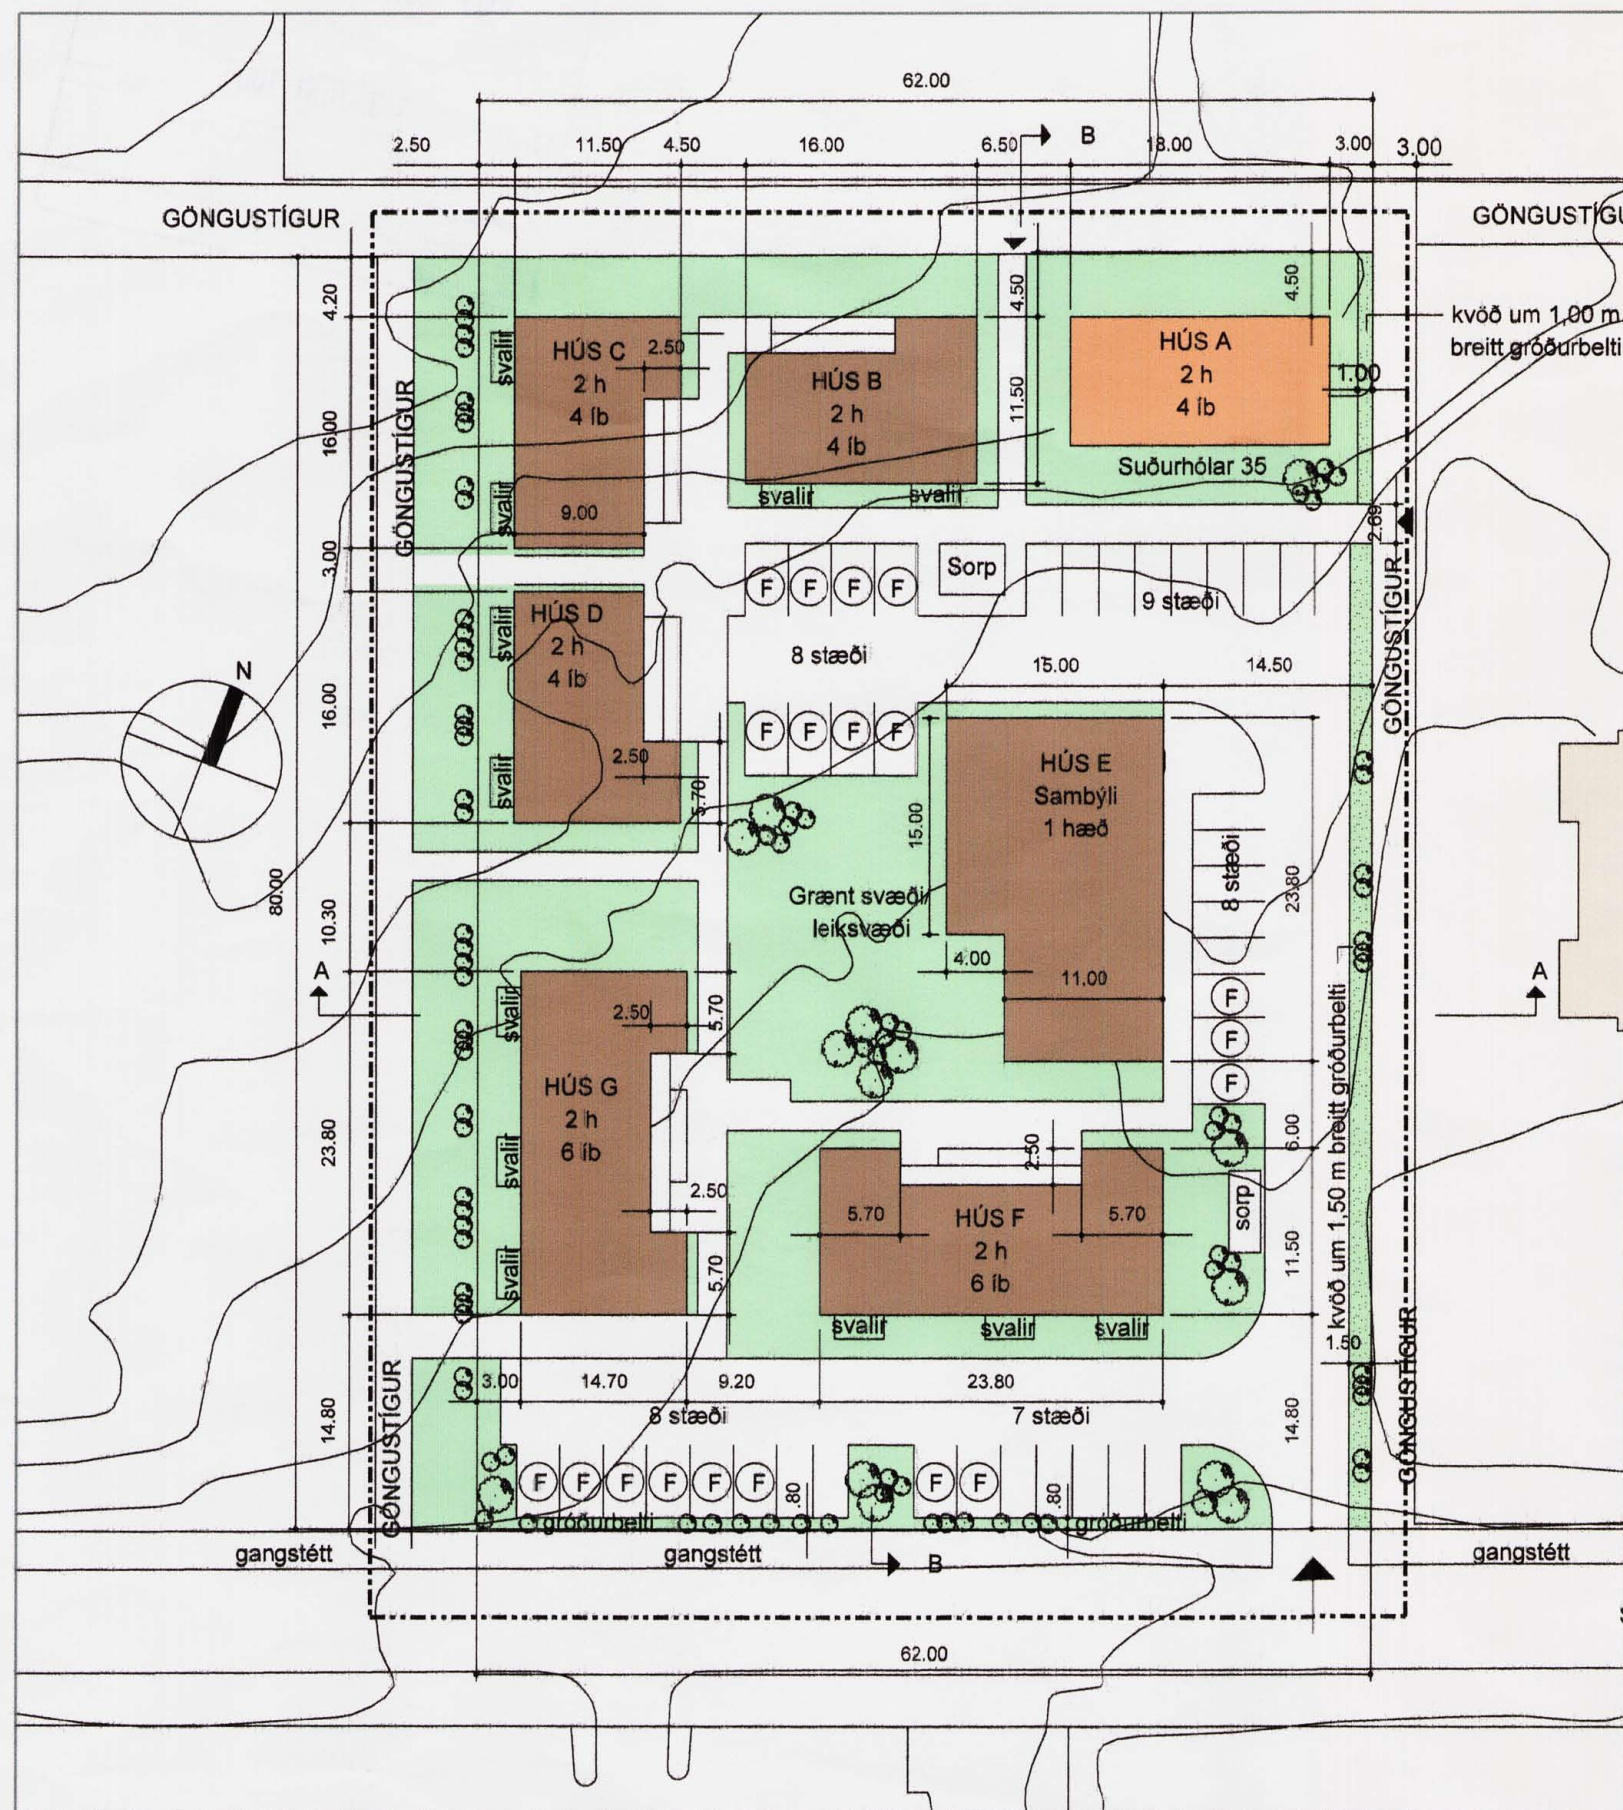 62.00
2.50 11.50 4.50 16.00 6.50 B 18.00 3.00 3.00
GÖNGUSTÍGUR
4.20
4.50
4.50
kvöð um 1,00 m
breitt gróðurbelti
HÚS C
2 h
4 íb
2.50
svalir
svalir
9.00
HÚS B
2 h
4 íb
svalir svalir
11.50
HÚS A
2 h
4 íb
1.00
Suðurhólar 35
2.69
GÖNGUSTÍGUR
16.00
3.00
F F F F
Sorp
9 stæði
8 stæði
F F F F
HÚS D
2 h
4 íb
svalir
svalir
2.50
5.70
16.00
N
GÖNGUSTÍGUR
15.00 14.50
HÚS E
Sambýli
1 hæð
15.00
4.00
11.00
8 stæði
23.80
Grænt svæði/
leiksvæði
F
F
F
80.00
10.30
A
A
HÚS G
2 h
6 íb
svalir
svalir
svalir
2.50
5.70
2.50
5.70
23.80
kvöð um 1,50 m breitt gróðurbelti
6.00
2.50
HÚS F
2 h
6 íb
5.70
5.70
svalir svalir svalir
sorp
11.50
1.50
GÖNGUSTÍGUR
GÖNGUSTÍGUR
3.00 14.70 9.20 23.80
8 stæði 7 stæði
14.80
14.80
F F F F F F
.80
F F
.80
gróðurbelti gróðurbelti
gangstétt gangstétt gangstétt
B
62.00